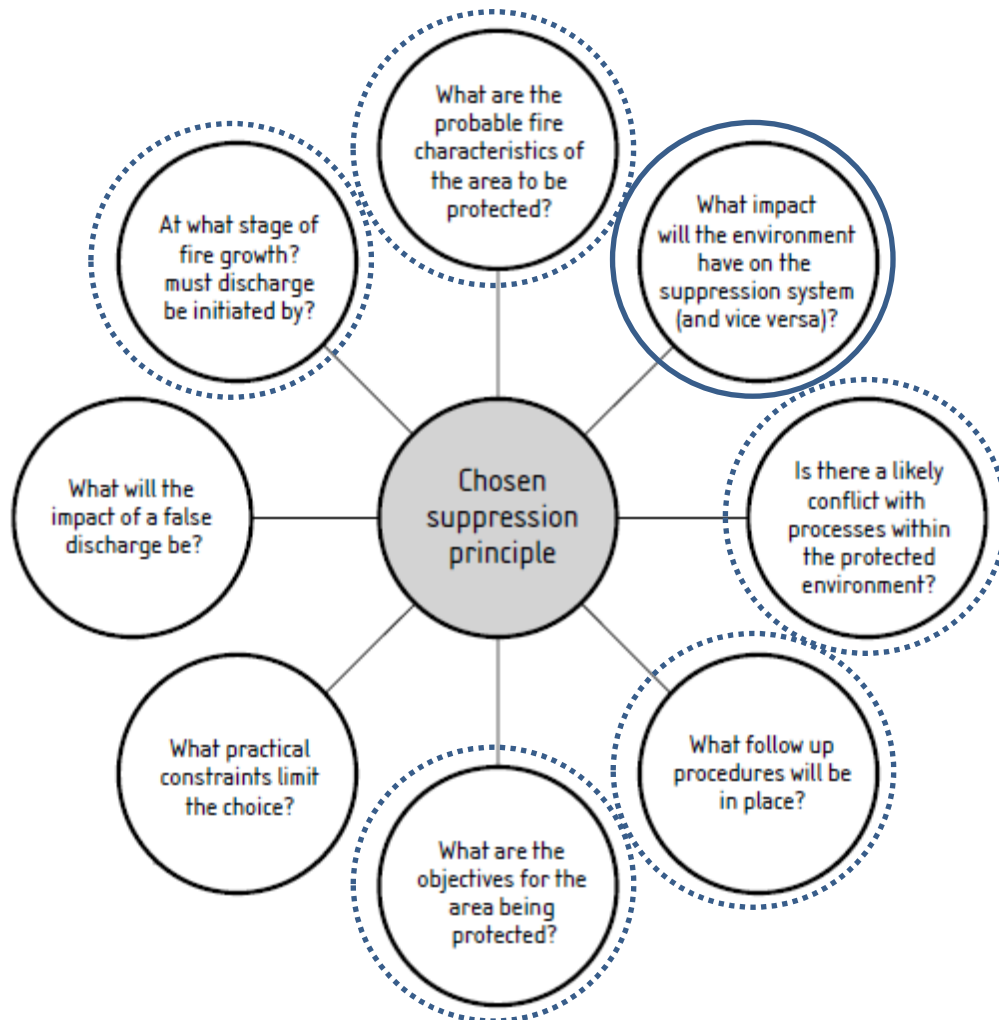 What are the
probable fire
characteristics of
the area to be
protected?
What impact
will the environment
have on the
suppression system
(and vice versa)?
Is there a likely
conflict with
processes within
the protected
environment?
What follow up
procedures will be
in place?
What are the
objectives for the
area being
protected?
What practical
constraints limit
the choice?
What will the
impact of a false
discharge be?
At what stage of
fire growth?
must discharge
be initiated by?
Chosen
suppression
principle